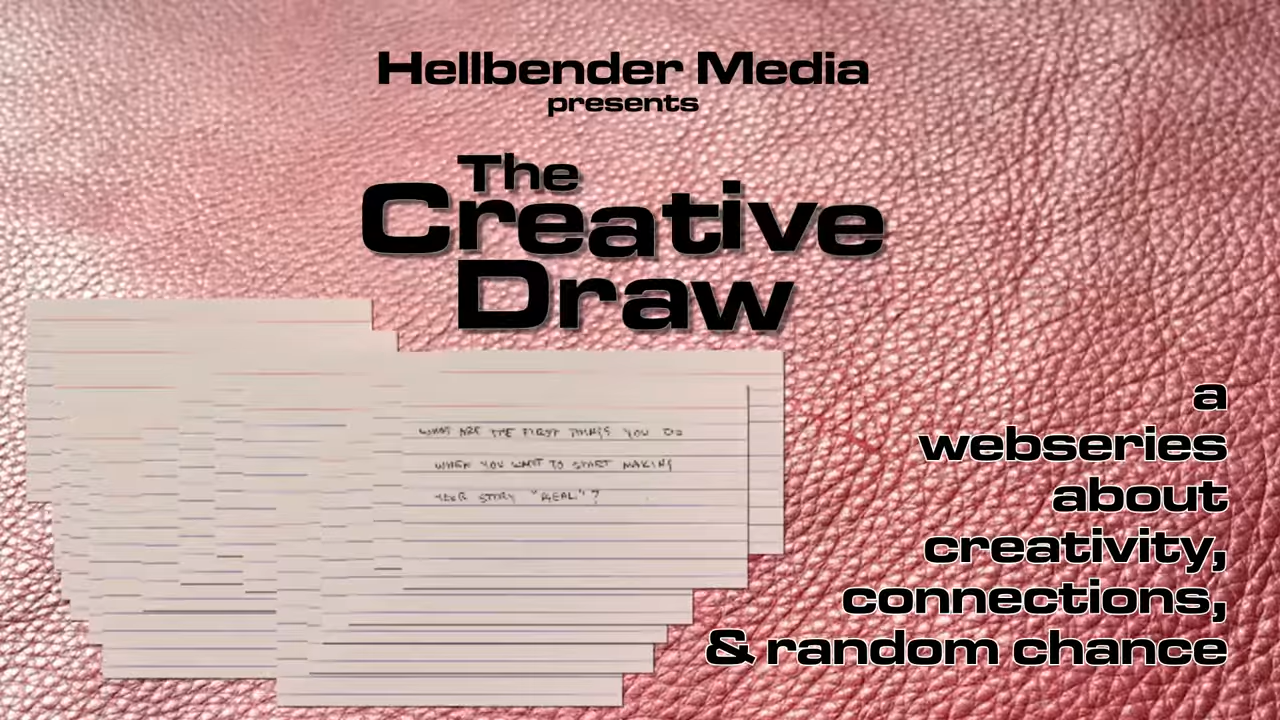 Hellbender Media
presents
The
Creative
Draw
WHAT ARE THE FIRST THINGS YOU DO
WHEN YOU WANT TO START MAKING
YOUR STORY "REAL"?
a
webseries
about
creativity,
connections,
& random chance